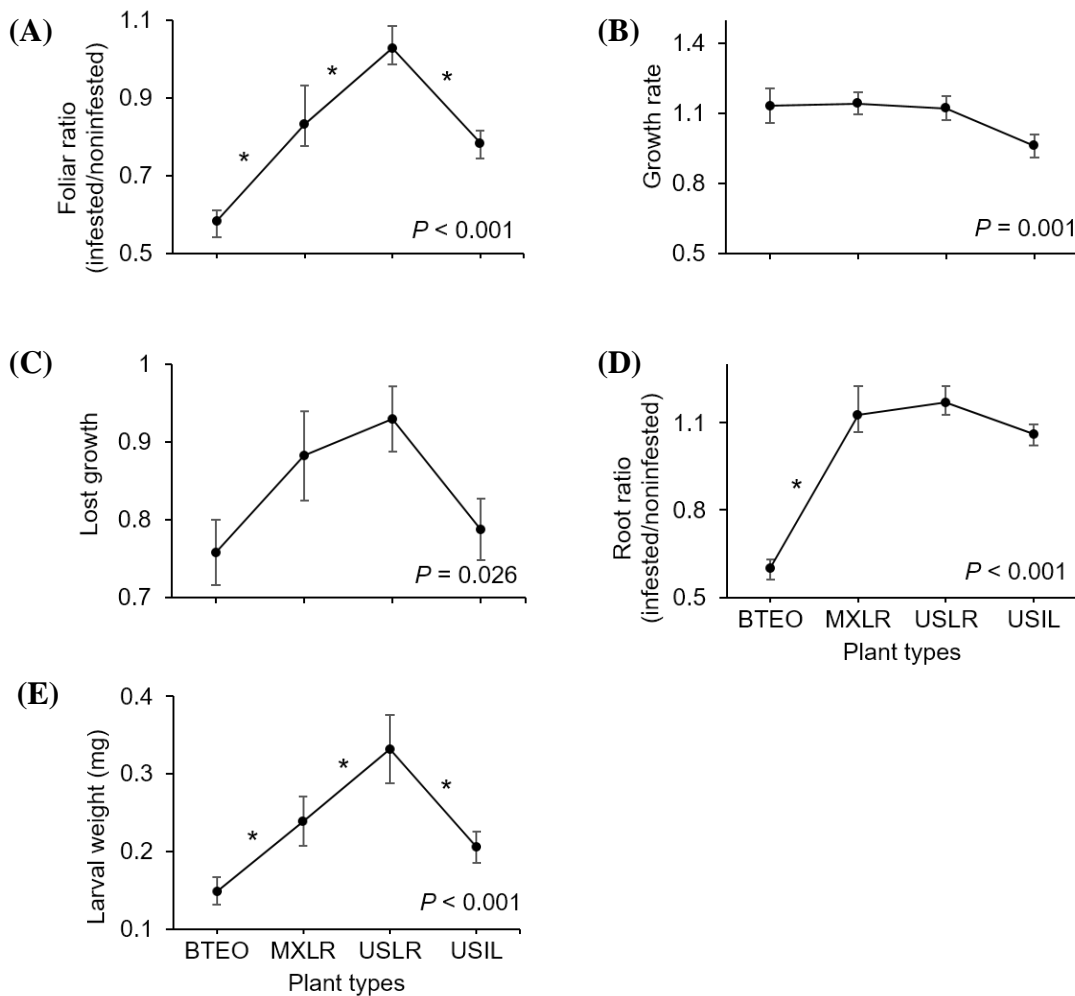 (A)
Foliar ratio
(infested/noninfested)
1.1
0.9
0.7
0.5
*
*
*
P < 0.001
(B)
Growth rate
1.4
1.1
0.8
0.5
P = 0.001
(C)
Lost growth
1
0.9
0.8
0.7
P = 0.026
(D)
Root ratio
(infested/noninfested)
1.1
0.8
0.5
*
P < 0.001
BTEO MXLR USLR USIL
Plant types
(E)
Larval weight (mg)
0.4
0.3
0.2
0.1
*
*
*
P < 0.001
BTEO MXLR USLR USIL
Plant types